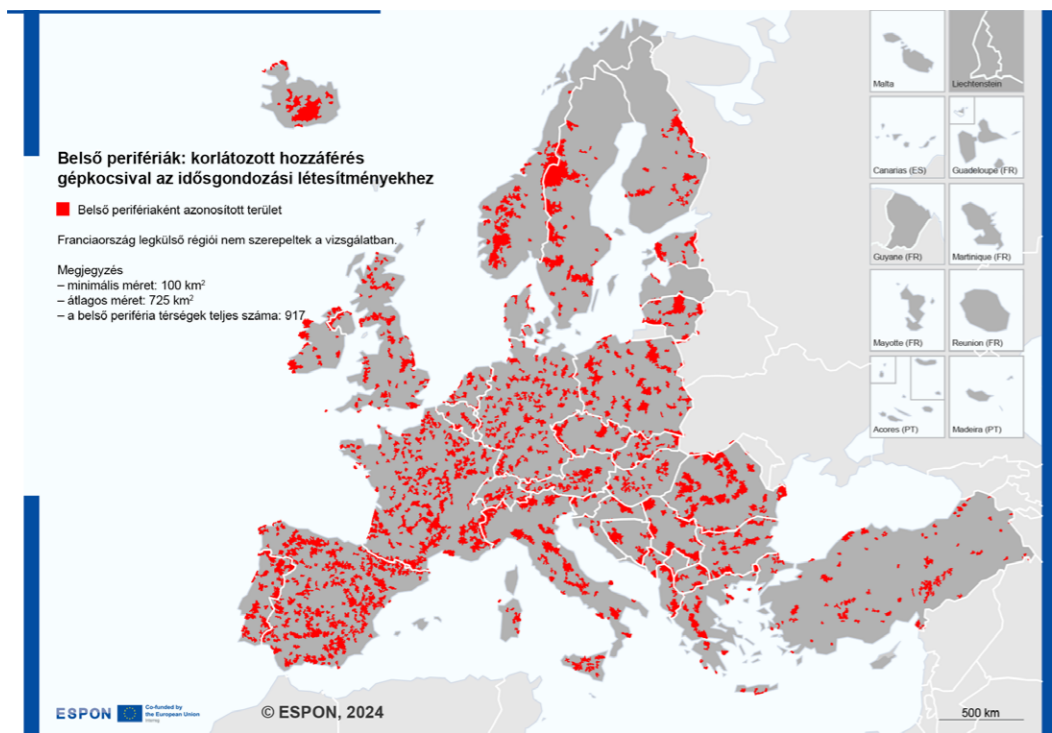 Belső perifériák: korlátozott hozzáférés
gépkocsival az idősgondozási létesítményekhez
Belső perifériaként azonosított terület
Franciaország legkülső régiói nem szerepeltek a vizsgálatban.
Megjegyzés
– minimális méret: 100 km²
– átlagos méret: 725 km²
– a belső periféria térségek teljes száma: 917
Malta
Liechtenstein
Canarias (ES)
Guadeloupe (FR)
Guyane (FR)
Martinique (FR)
Mayotte (FR)
Reunion (FR)
Acores (PT)
Madeira (PT)
ESPON
Co-funded by
the European Union
Interreg
© ESPON, 2024
500 km